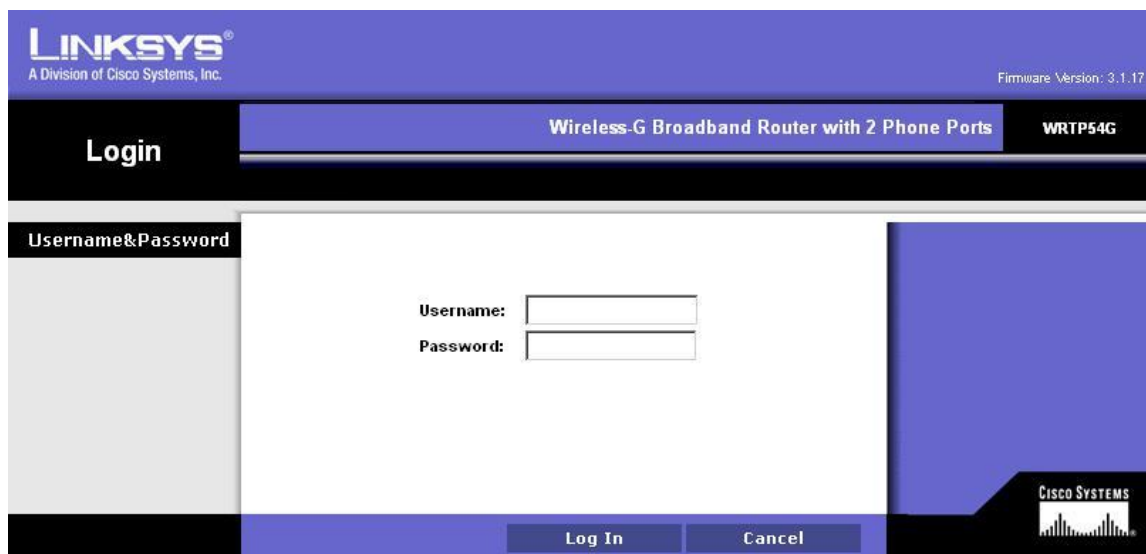 LINKSYS®
A Division of Cisco Systems, Inc.
Firmware Version: 3.1.17
Login
Wireless-G Broadband Router with 2 Phone Ports
WRTP54G
Username&Password
Username:
Password:
Log In
Cancel
CISCO SYSTEMS